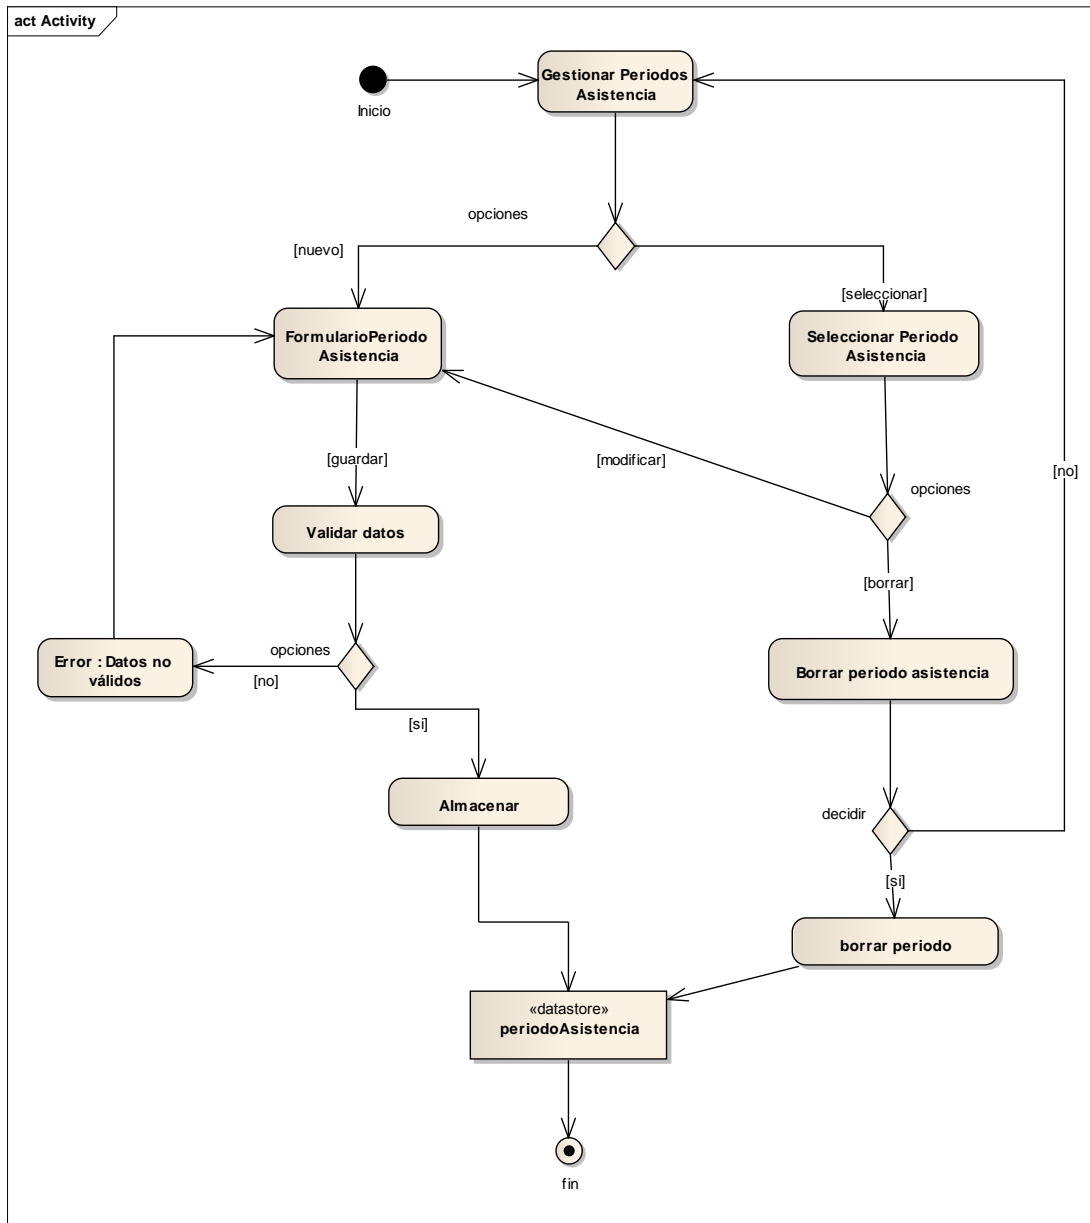 act Activity
Gestionar Periodos
Asistencia
Inicio
opciones
[nuevo]
[seleccionar]
FormularioPeriodo
Asistencia
Seleccionar Periodo
Asistencia
[guardar]
[modificar]
[no]
opciones
Validar datos
[borrar]
opciones
Error : Datos no
válidos
[no]
Borrar periodo asistencia
[si]
Almacenar
decidir
[si]
borrar periodo
«datastore»
periodoAsistencia
fin